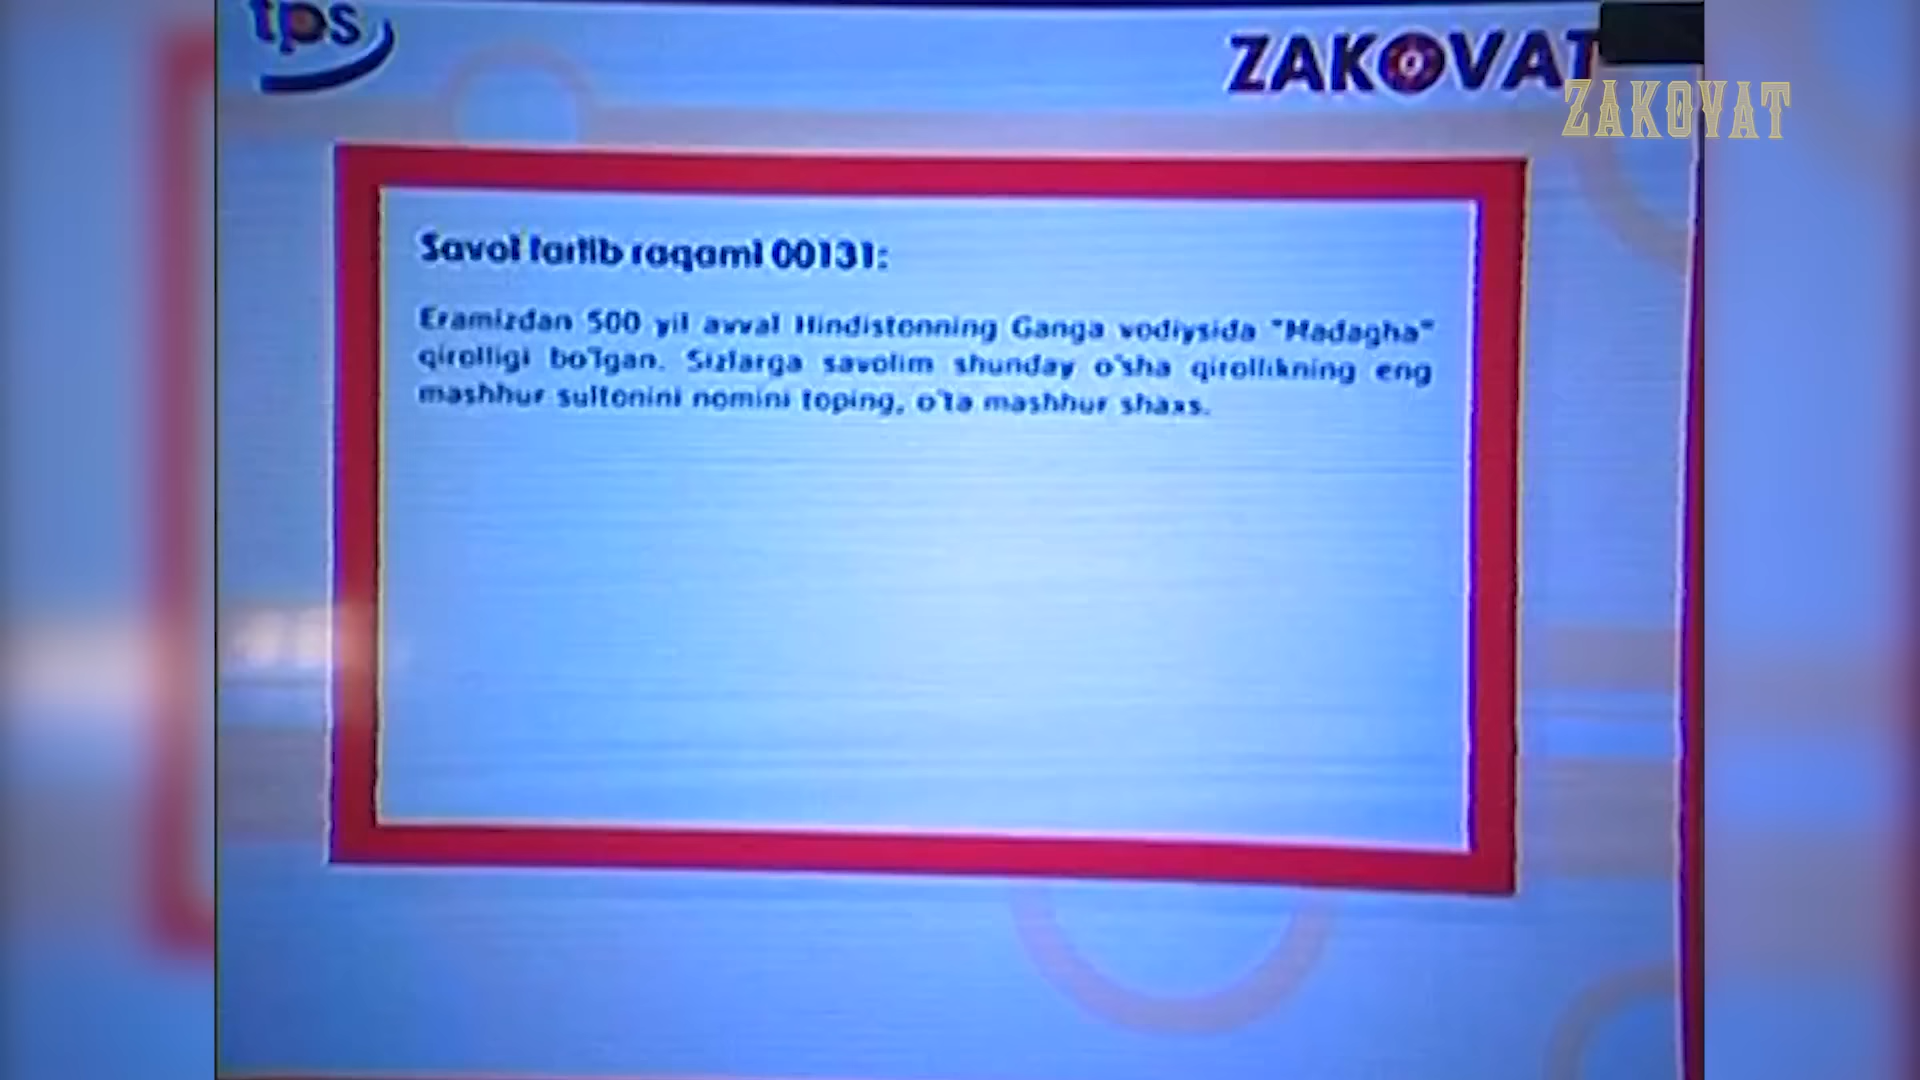 tps
ZAKOVAT
ZAKOVAT
Savol tartib raqami 00131:
Eramizdan 500 yil avval Hindistonning Ganga vodiysida "Madagha"
qirolligi bo'lgan. Sizlarga savolim shunday o'sha qirollikning eng
mashhur sultonini nomini toping, o'ta mashhur shaxs.